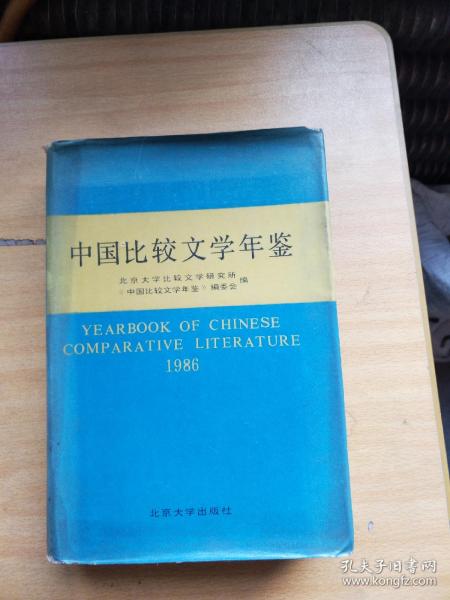 中国比较文学年鉴
北京大学比较文学研究所
《中国比较文学年鉴》编委会 编
YEARBOOK OF CHINESE
COMPARATIVE LITERATURE
1986
北京大学出版社
孔夫子旧书网
www.kongfz.com